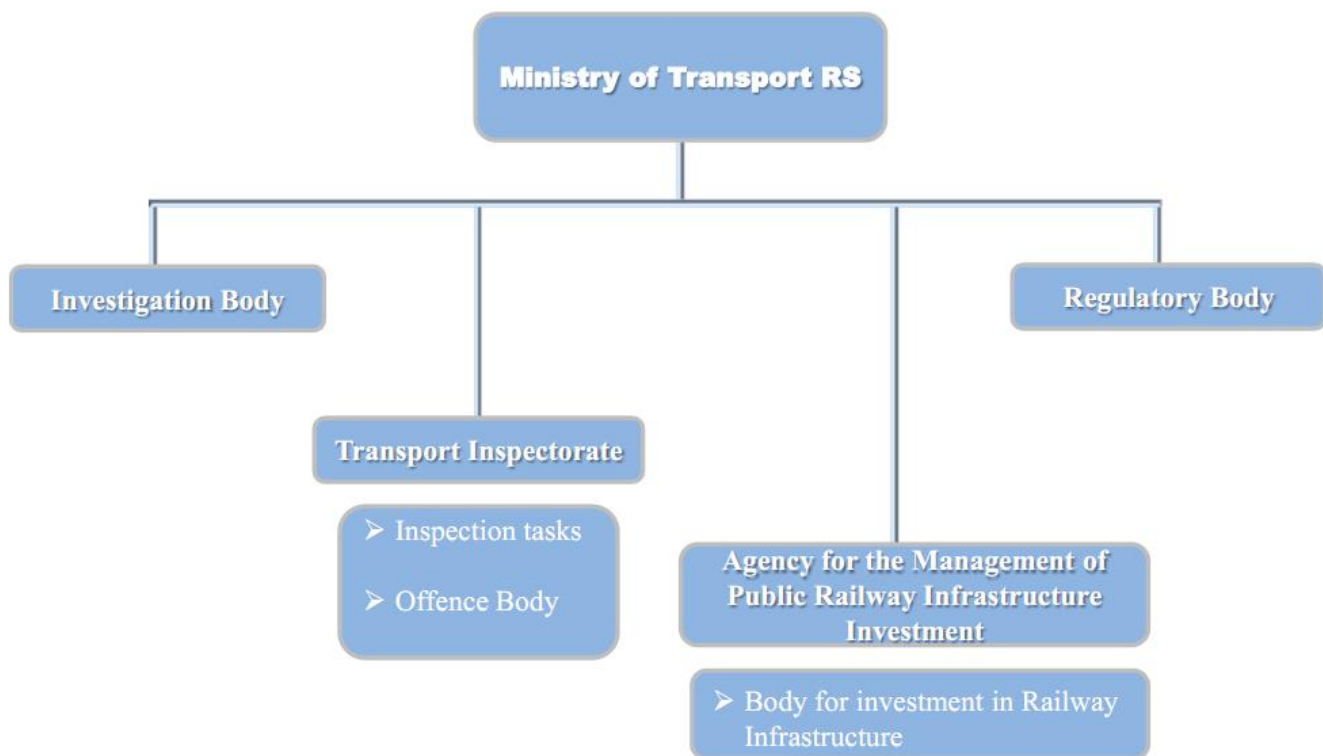 Ministry of Transport RS
Investigation Body
Regulatory Body
Transport Inspectorate
➢ Inspection tasks
➢ Offence Body
Agency for the Management of
Public Railway Infrastructure
Investment
➢ Body for investment in Railway
Infrastructure